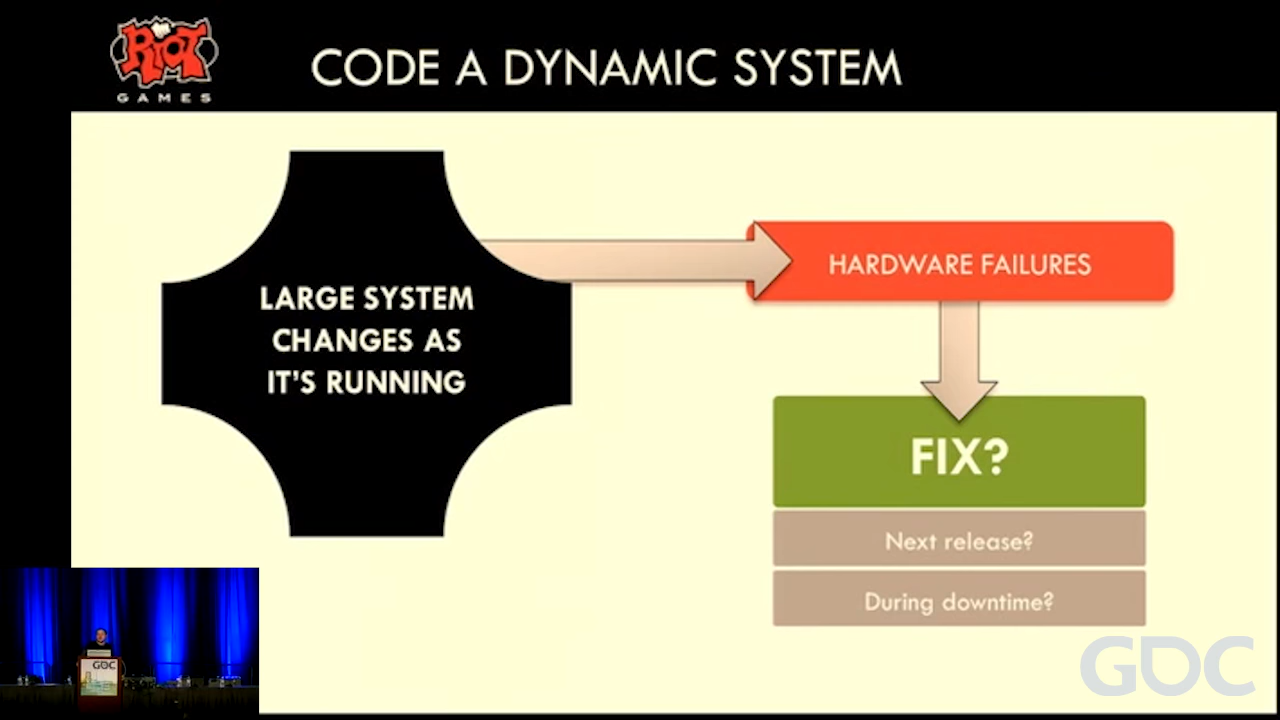 RIOT
GAMES
CODE A DYNAMIC SYSTEM
LARGE SYSTEM
CHANGES AS
IT'S RUNNING
HARDWARE FAILURES
FIX?
Next release?
During downtime?
GDC
GDC